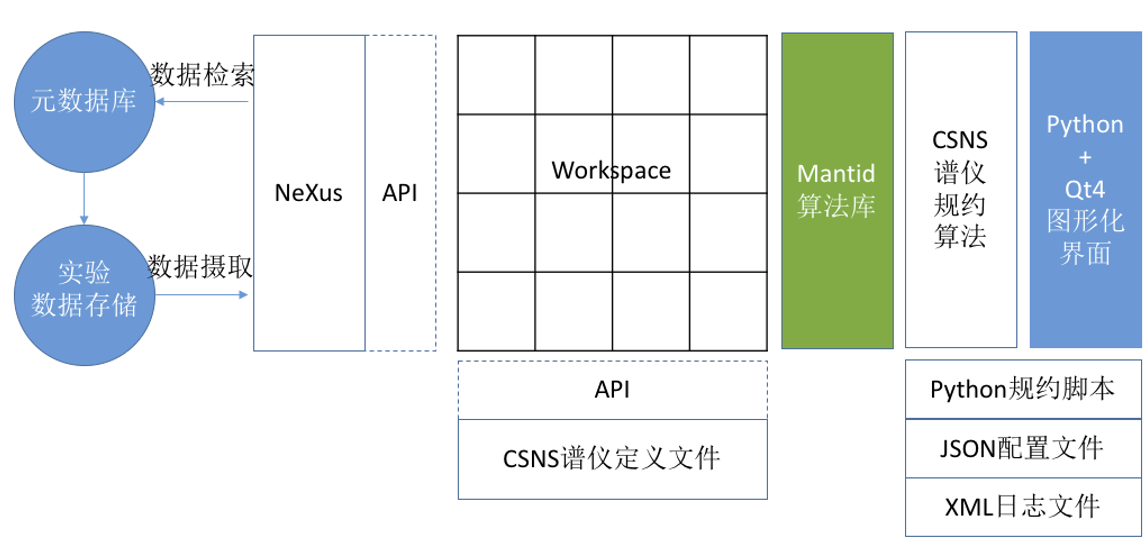 元数据库
数据检索
实验
数据存储
数据摄取
NeXus
API
Workspace
API
CSNS谱仪定义文件
Mantid
算法库
CSNS
谱仪
规约
算法
Python
+
Qt4
图形化
界面
Python规约脚本
JSON配置文件
XML日志文件